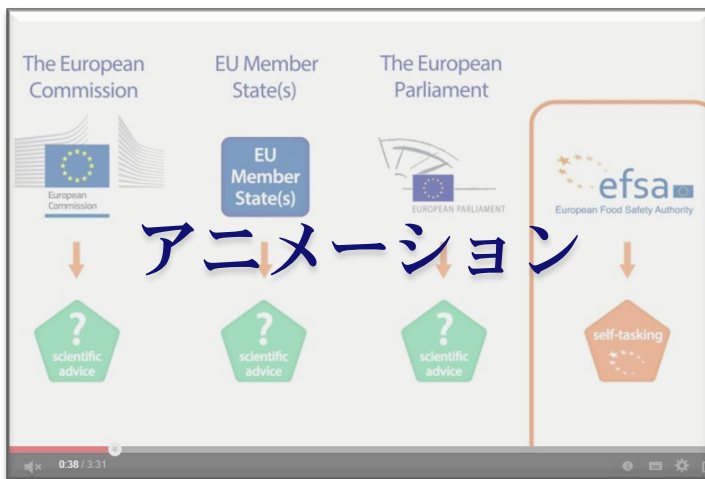 The European
Commission
EU Member
State(s)
The European
Parliament
European
Commission
EU
Member
State(s)
EUROPEAN PARLIAMENT
efsa
European Food Safety Authority
アニメーション
?
scientific
advice
?
scientific
advice
?
scientific
advice
self-tasking
0:38 / 3:31